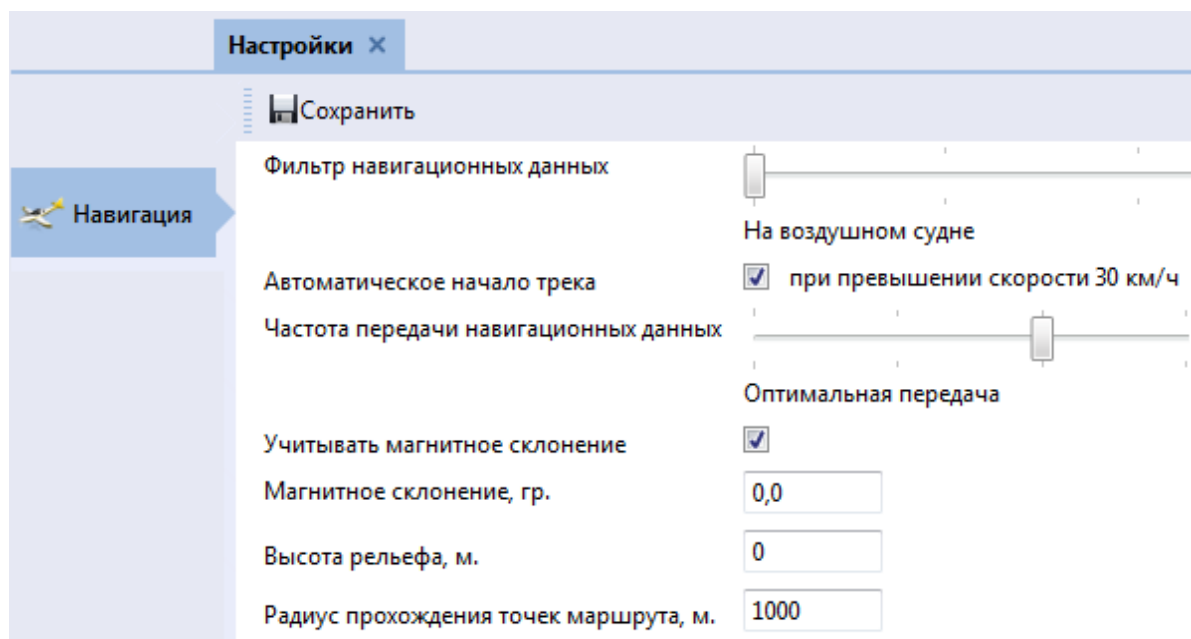 Настройки ×
Сохранить
Навигация
Фильтр навигационных данных
На воздушном судне
Автоматическое начало трека при превышении скорости 30 км/ч
Частота передачи навигационных данных
Оптимальная передача
Учитывать магнитное склонение
Магнитное склонение, гр. 0,0
Высота рельефа, м. 0
Радиус прохождения точек маршрута, м. 1000